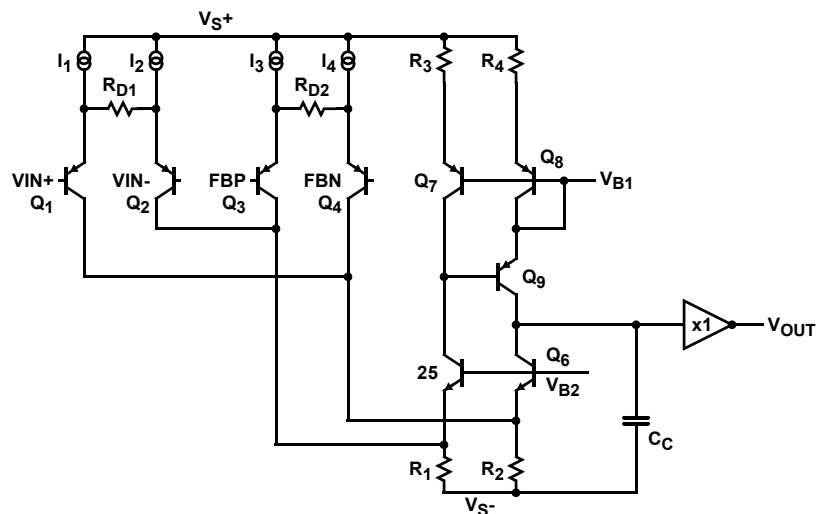 VS+
I1
I2
I3
I4
R3
R4
RD1
RD2
Q8
VIN+
VIN-
FBP
FBN
Q7
VB1
Q1
Q2
Q3
Q4
Q9
x1
VOUT
Q6
25
VB2
CC
R1
R2
VS-